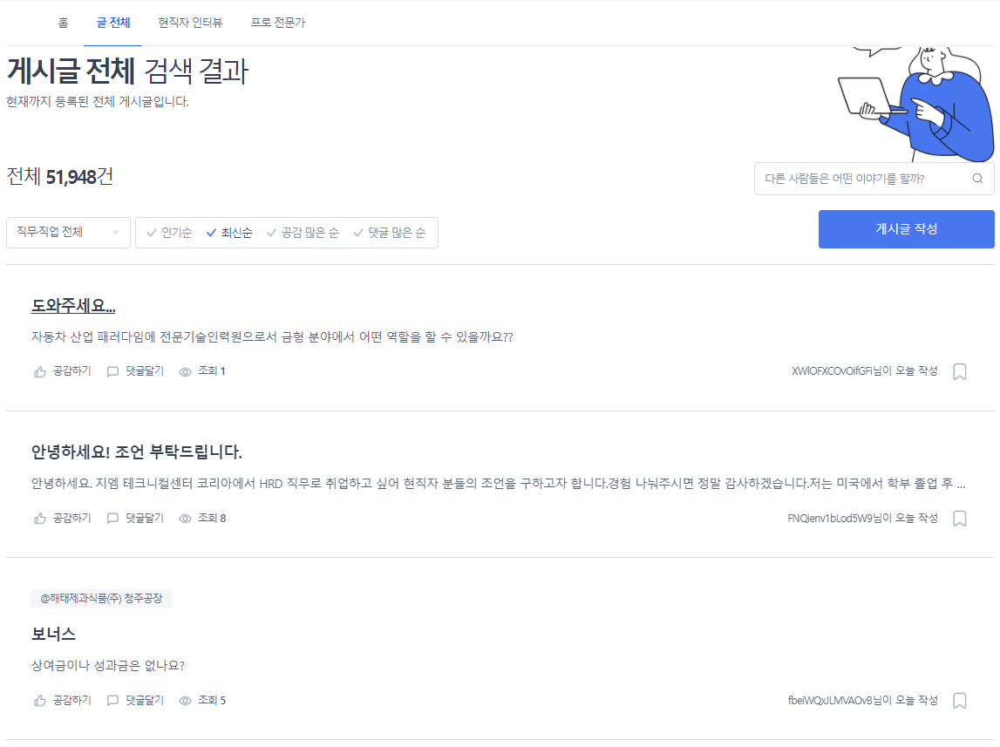 홈 글 전체 현직자 인터뷰 프로 전문가
게시글 전체 검색 결과
현재까지 등록된 전체 게시글입니다.
전체 51,948건
다른 사람들은 어떤 이야기를 할까?
직무·직업 전체 인기순 최신순 공감 많은 순 댓글 많은 순
게시글 작성
도와주세요...
자동차 산업 패러다임에 전문기술인력원으로서 금형 분야에서 어떤 역할을 할 수 있을까요??
공감하기 댓글달기 조회 1 XWlOFXCOvOifGFi님이 오늘 작성
안녕하세요! 조언 부탁드립니다.
안녕하세요. 지엠 테크니컬센터 코리아에서 HRD 직무로 취업하고 싶어 현직자 분들의 조언을 구하고자 합니다.경험 나눠주시면 정말 감사하겠습니다.저는 미국에서 학부 졸업 후 ...
공감하기 댓글달기 조회 8 FNQienv1bLod5W9님이 오늘 작성
@해태제과식품(주) 청주공장
보너스
상여금이나 성과금은 없나요?
공감하기 댓글달기 조회 5 fbeiWQxJLMVAOvB님이 오늘 작성